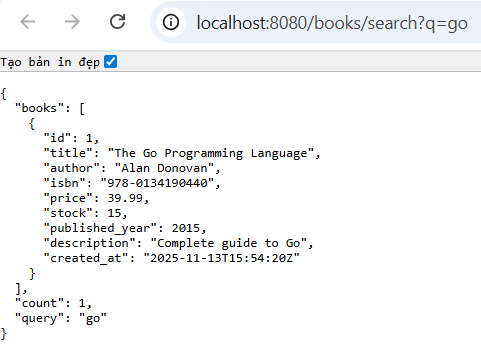 localhost:8080/books/search?q=go
Tạo bản in đẹp
{
  "books": [
    {
      "id": 1,
      "title": "The Go Programming Language",
      "author": "Alan Donovan",
      "isbn": "978-0134190440",
      "price": 39.99,
      "stock": 15,
      "published_year": 2015,
      "description": "Complete guide to Go",
      "created_at": "2025-11-13T15:54:20Z"
    }
  ],
  "count": 1,
  "query": "go"
}